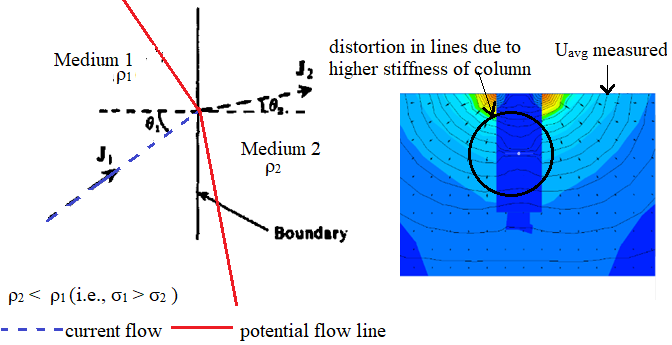 Medium 1
ρ1
J2
θ2
θ1
J1
Medium 2
ρ2
Boundary
ρ2 < ρ1 (i.e., σ1 > σ2 )
current flow
potential flow line
distortion in lines due to
higher stiffness of column
Uavg measured